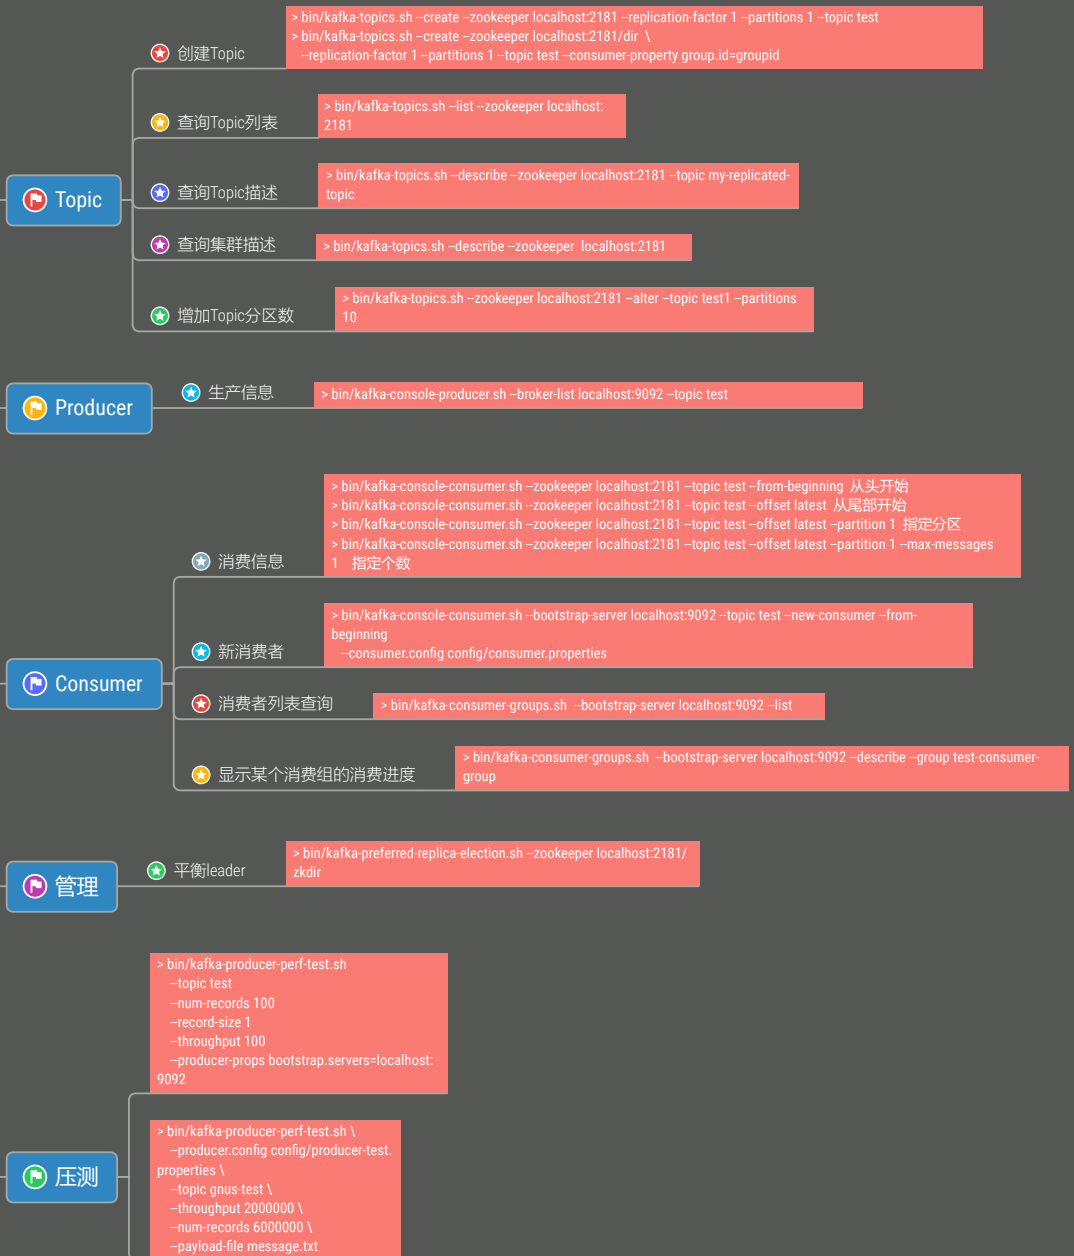 Topic
创建Topic
> bin/kafka-topics.sh --create --zookeeper localhost:2181 --replication-factor 1 --partitions 1 --topic test
> bin/kafka-topics.sh --create --zookeeper localhost:2181/dir \
--replication-factor 1 --partitions 1 --topic test --consumer-property group.id=groupid
查询Topic列表
> bin/kafka-topics.sh --list --zookeeper localhost:
2181
查询Topic描述
> bin/kafka-topics.sh --describe --zookeeper localhost:2181 --topic my-replicated-
topic
查询集群描述
> bin/kafka-topics.sh --describe --zookeeper localhost:2181
增加Topic分区数
> bin/kafka-topics.sh --zookeeper localhost:2181 --alter --topic test1 --partitions
10
Producer
生产信息
> bin/kafka-console-producer.sh --broker-list localhost:9092 --topic test
Consumer
消费信息
> bin/kafka-console-consumer.sh --zookeeper localhost:2181 --topic test --from-beginning 从头开始
> bin/kafka-console-consumer.sh --zookeeper localhost:2181 --topic test --offset latest 从尾部开始
> bin/kafka-console-consumer.sh --zookeeper localhost:2181 --topic test --offset latest --partition 1 指定分区
> bin/kafka-console-consumer.sh --zookeeper localhost:2181 --topic test --offset latest --partition 1 --max-messages
1 指定个数
新消费者
> bin/kafka-console-consumer.sh --bootstrap-server localhost:9092 --topic test --new-consumer --from-
beginning
--consumer.config config/consumer.properties
消费者列表查询
> bin/kafka-consumer-groups.sh --bootstrap-server localhost:9092 --list
显示某个消费组的消费进度
> bin/kafka-consumer-groups.sh --bootstrap-server localhost:9092 --describe --group test-consumer-
group
管理
平衡leader
> bin/kafka-preferred-replica-election.sh --zookeeper localhost:2181/
zkdir
压测
> bin/kafka-producer-perf-test.sh
--topic test
--num-records 100
--record-size 1
--throughput 100
--producer-props bootstrap.servers=localhost:
9092
> bin/kafka-producer-perf-test.sh \
--producer.config config/producer-test.
properties \
--topic gnus-test \
--throughput 2000000 \
--num-records 6000000 \
--payload-file message.txt